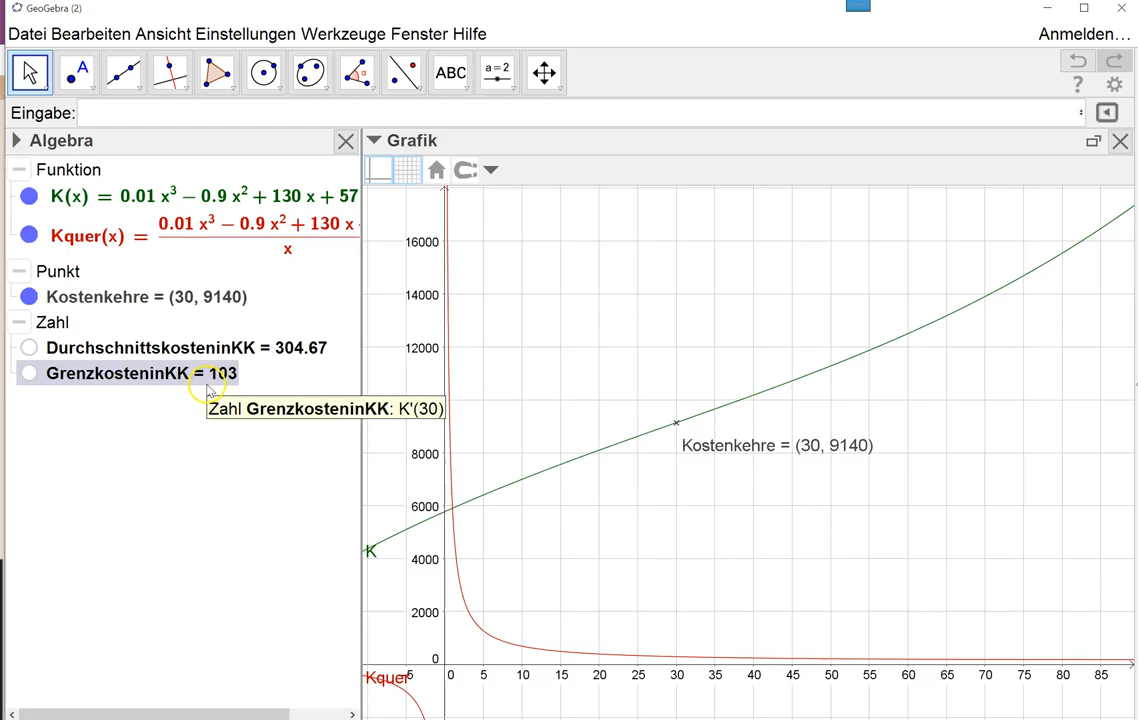 GeoGebra (2)
Datei Bearbeiten Ansicht Einstellungen Werkzeuge Fenster Hilfe Anmelden…
A ABC a=2 ?
Eingabe:
Algebra
Grafik
Funktion
K(x) = 0.01 x³ − 0.9 x² + 130 x + 57
Kquer(x) = 0.01 x³ − 0.9 x² + 130 x
x
Punkt
Kostenkehre = (30, 9140)
Zahl
DurchschnittskosteninKK = 304.67
GrenzkosteninKK = 103
Zahl GrenzkosteninKK: K'(30)
16000
14000
12000
8000
6000
4000
2000
0
Kostenkehre = (30, 9140)
K
Kquer
0 5 10 15 20 25 30 35 40 45 50 55 60 65 70 75 80 85